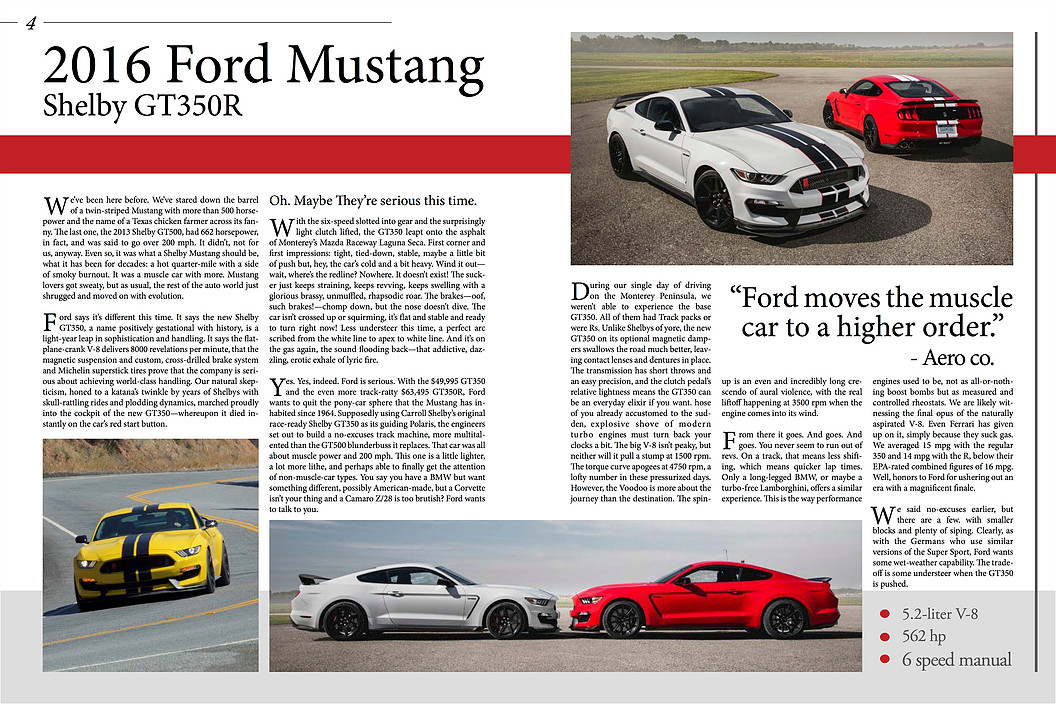 4
2016 Ford Mustang
Shelby GT350R
We've been here before. We've stared down the barrel
of a twin-striped Mustang with more than 500 horse-
power and the name of a Texas chicken farmer across its fan-
ny. The last one, the 2013 Shelby GT500, had 662 horsepower,
in fact, and was said to go over 200 mph. It didn't, not for
us, anyway. Even so, it was what a Shelby Mustang should be,
what it has been for decades: a hot quarter-mile with a side
of smoky burnout. It was a muscle car with more. Mustang
lovers got sweaty, but as usual, the rest of the auto world just
shrugged and moved on with evolution.
Ford says it's different this time. It says the new Shelby
GT350, a name positively gestational with history, is a
light-year leap in sophistication and handling. It says the flat-
plane-crank V-8 delivers 8000 revelations per minute, that the
magnetic suspension and custom, cross-drilled brake system
and Michelin superstick tires prove that the company is seri-
ous about achieving world-class handling. Our natural skep-
ticism, honed to a katana's twinkle by years of Shelbys with
skull-rattling rides and plodding dynamics, marched proudly
into the cockpit of the new GT350—whereupon it died in-
stantly on the car's red start button.
Oh. Maybe They're serious this time.
With the six-speed slotted into gear and the surprisingly
light clutch lifted, the GT350 leapt onto the asphalt
of Monterey's Mazda Raceway Laguna Seca. First corner and
first impressions: tight, tied-down, stable, maybe a little bit
of push but, hey, the car's cold and a bit heavy. Wind it out—
wait, where's the redline? Nowhere. It doesn't exist! The suck-
er just keeps straining, keeps revving, keeps swelling with a
glorious brassy, unmuffled, rhapsodic roar. The brakes—oof,
such brakes!—chomp down, but the nose doesn't dive. The
car isn't crossed up or squirming, it's flat and stable and ready
to turn right now! Less understeer this time, a perfect arc
scribed from the white line to apex to white line. And it's on
the gas again, the sound flooding back—that addictive, daz-
zling, erotic exhale of lyric fire.
Yes. Yes, indeed. Ford is serious. With the $49,995 GT350
and the even more track-ratty $63,495 GT350R, Ford
wants to quit the pony-car sphere that the Mustang has in-
habited since 1964. Supposedly using Carroll Shelby's original
race-ready Shelby GT350 as its guiding Polaris, the engineers
set out to build a no-excuses track machine, more multital-
ented than the GT500 blunderbuss it replaces. That car was all
about muscle power and 200 mph. This one is a little lighter,
a lot more lithe, and perhaps able to finally get the attention
of non-muscle-car types. You say you have a BMW but want
something different, possibly American-made, but a Corvette
isn't your thing and a Camaro Z/28 is too brutish? Ford wants
to talk to you.
During our single day of driving
on the Monterey Peninsula, we
weren't able to experience the base
GT350. All of them had Track packs or
were Rs. Unlike Shelbys of yore, the new
GT350 on its optional magnetic damp-
ers swallows the road much better, leav-
ing contact lenses and dentures in place.
The transmission has short throws and
an easy precision, and the clutch pedal's
relative lightness means the GT350 can
be an everyday elixir if you want. hose
of you already accustomed to the sud-
den, explosive shove of modern
turbo engines must turn back your
clocks a bit. The big V-8 isn't peaky, but
neither will it pull a stump at 1500 rpm.
The torque curve apogees at 4750 rpm, a
lofty number in these pressurized days.
However, the Voodoo is more about the
journey than the destination. The spin-
“Ford moves the muscle
car to a higher order.”
- Aero co.
up is an even and incredibly long cre-
scendo of aural violence, with the real
liftoff happening at 3500 rpm when the
engine comes into its wind.
From there it goes. And goes. And
goes. You never seem to run out of
revs. On a track, that means less shift-
ing, which means quicker lap times.
Only a long-legged BMW, or maybe a
turbo-free Lamborghini, offers a similar
experience. This is the way performance
engines used to be, not as all-or-noth-
ing boost bombs but as measured and
controlled rheostats. We are likely wit-
nessing the final opus of the naturally
aspirated V-8. Even Ferrari has given
up on it, simply because they suck gas.
We averaged 15 mpg with the regular
350 and 14 mpg with the R, below their
EPA-rated combined figures of 16 mpg.
Well, honors to Ford for ushering out an
era with a magnificent finale.
We said no-excuses earlier, but
there are a few. with smaller
blocks and plenty of siping. Clearly, as
with the Germans who use similar
versions of the Super Sport, Ford wants
some wet-weather capability. The trade-
off is some understeer when the GT350
is pushed.
5.2-liter V-8
562 hp
6 speed manual